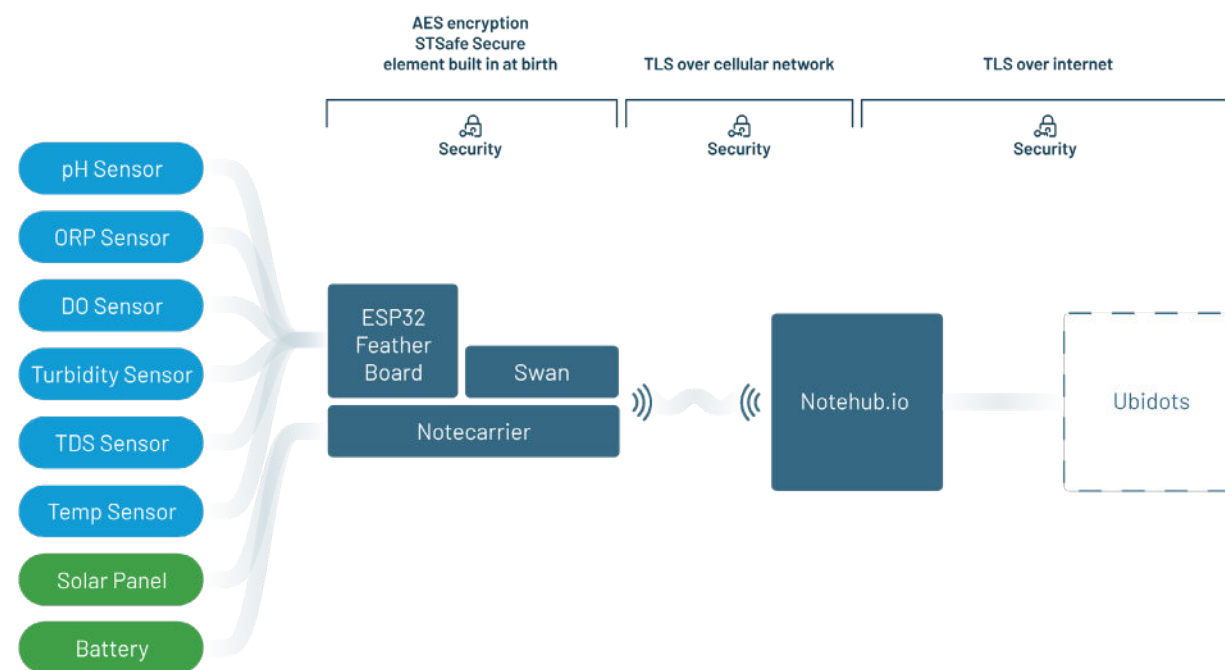 AES encryption
STSafe Secure
element built in at birth
TLS over cellular network
TLS over internet
Security
Security
Security
pH Sensor
ORP Sensor
DO Sensor
Turbidity Sensor
TDS Sensor
Temp Sensor
Solar Panel
Battery
ESP32
Feather
Board
Swan
Notecarrier
Notehub.io
Ubidots